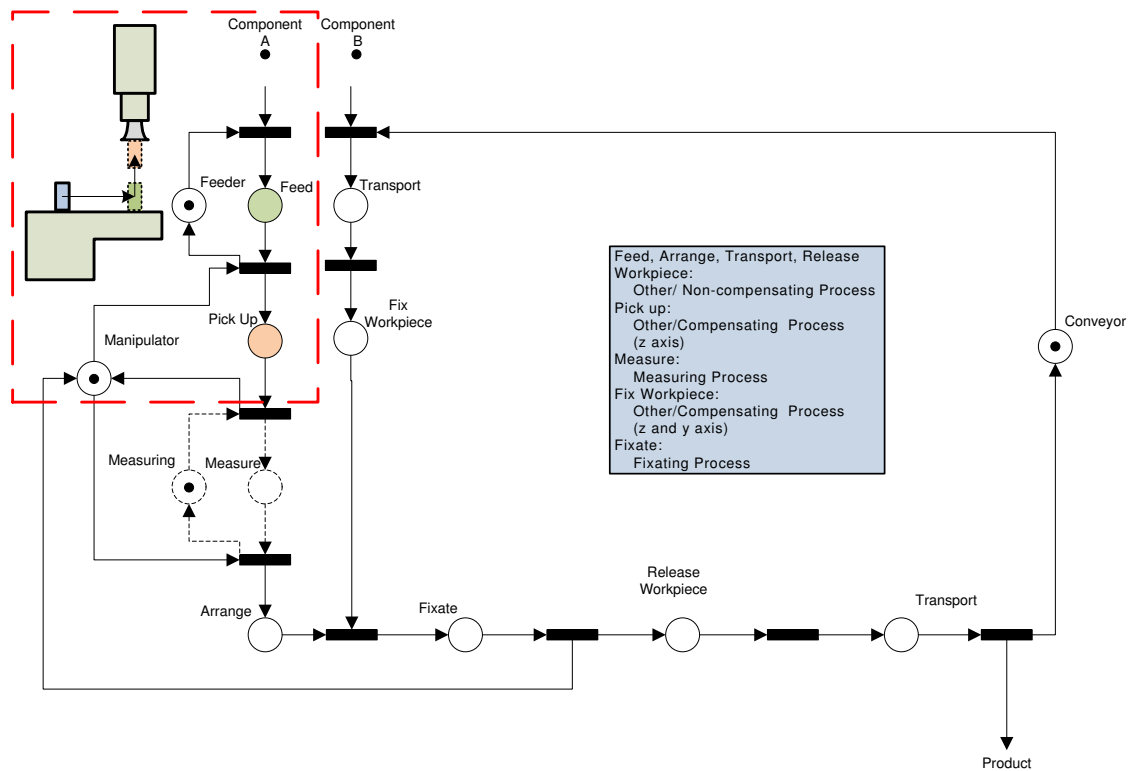 Component
A
Component
B
Feeder
Feed
Transport
Pick Up
Fix
Workpiece
Manipulator
Feed, Arrange, Transport, Release
Workpiece:
Other/ Non-compensating Process
Pick up:
Other/Compensating Process
(z axis)
Measure:
Measuring Process
Fix Workpiece:
Other/Compensating Process
(z and y axis)
Fixate:
Fixating Process
Conveyor
Measuring
Measure
Arrange
Fixate
Release
Workpiece
Transport
Product